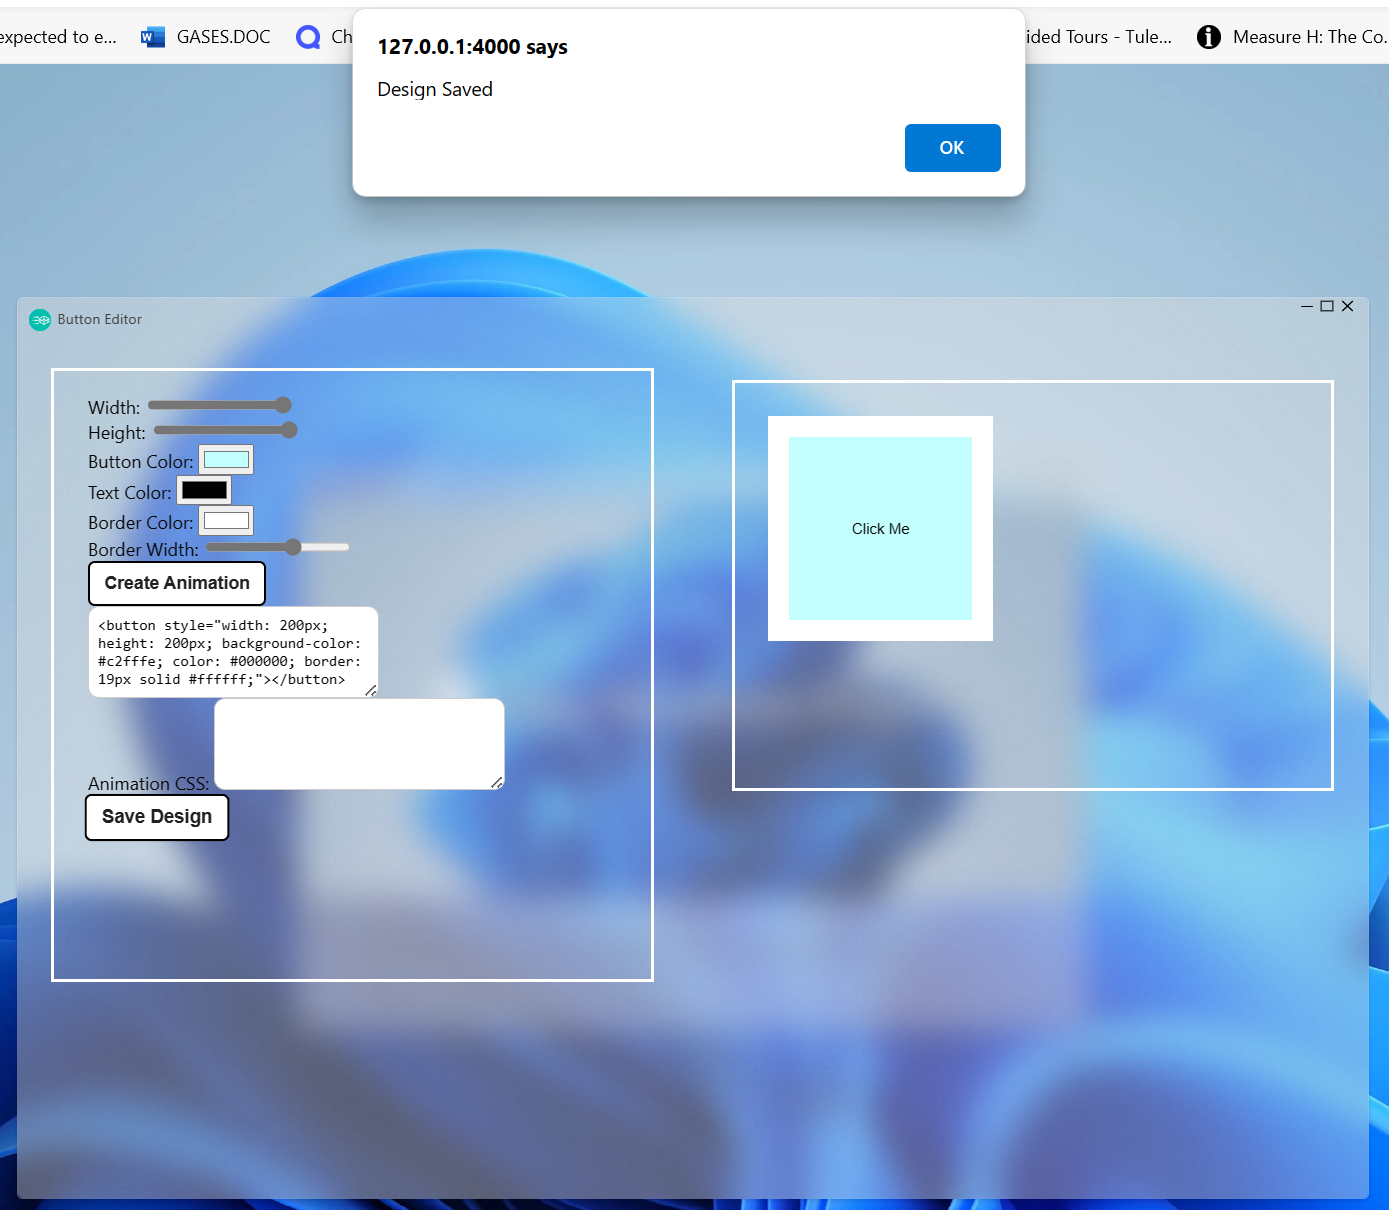 expected to e...
GASES.DOC
Ch
ided Tours - Tule...
Measure H: The Co.
127.0.0.1:4000 says
Design Saved
OK
Button Editor
Width:
Height:
Button Color:
Text Color:
Border Color:
Border Width:
Create Animation
<button style="width: 200px;
height: 200px; background-color:
#c2fffe; color: #000000; border:
19px solid #ffffff;"></button>
Animation CSS:
Save Design
Click Me